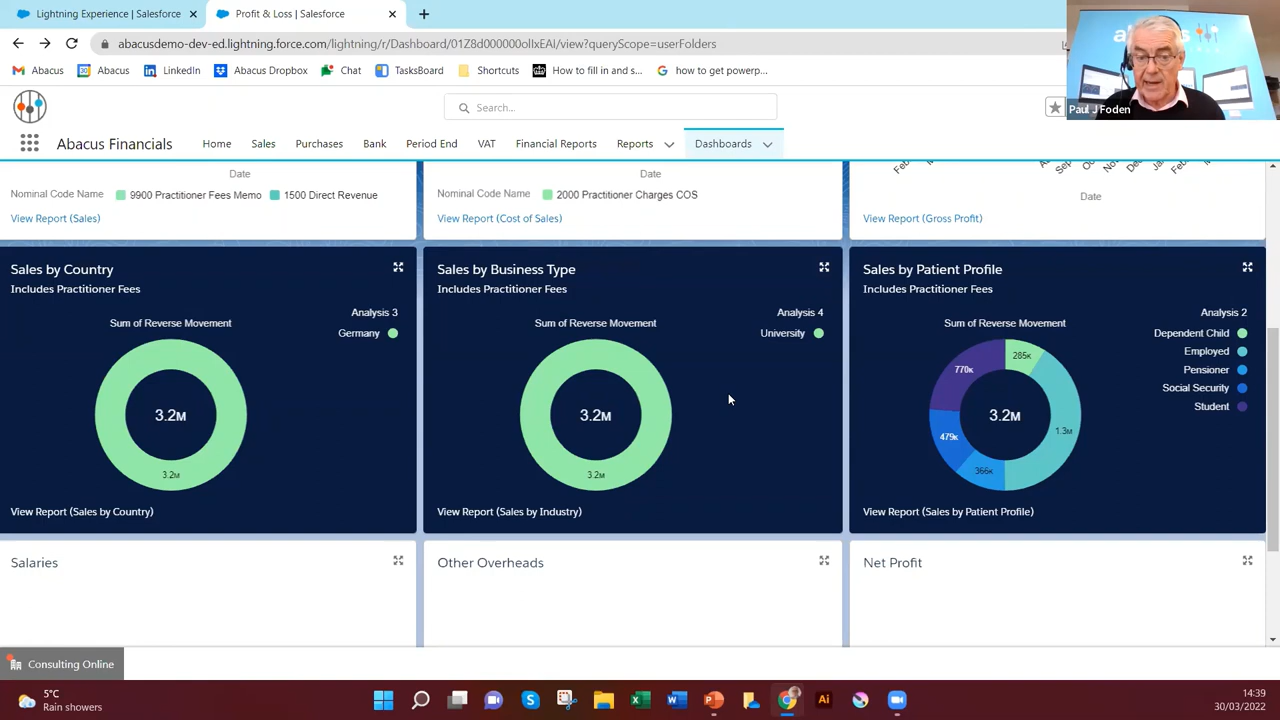 Lightning Experience | Salesforce
Profit & Loss | Salesforce
abacusdemo-dev-ed.lightning.force.com/lightning/r/Dashboard/01Z8d000000olIxEAI/view?queryScope=userFolders
Abacus
Abacus
LinkedIn
Abacus Dropbox
Chat
TasksBoard
Shortcuts
How to fill in and s...
how to get powerp...
Paul J Foden
Search...
Abacus Financials
Home
Sales
Purchases
Bank
Period End
VAT
Financial Reports
Reports
Dashboards
Date
Nominal Code Name
9900 Practitioner Fees Memo
1500 Direct Revenue
View Report (Sales)
Date
Nominal Code Name
2000 Practitioner Charges COS
View Report (Cost of Sales)
Date
View Report (Gross Profit)
Sales by Country
Includes Practitioner Fees
Analysis 3
Sum of Reverse Movement
Germany
3.2M
3.2M
View Report (Sales by Country)
Sales by Business Type
Includes Practitioner Fees
Analysis 4
Sum of Reverse Movement
University
3.2M
3.2M
View Report (Sales by Industry)
Sales by Patient Profile
Includes Practitioner Fees
Analysis 2
Sum of Reverse Movement
Dependent Child
Employed
Pensioner
Social Security
Student
285K
770K
3.2M
1.3M
479K
366K
View Report (Sales by Patient Profile)
Salaries
Other Overheads
Net Profit
Consulting Online
5°C
Rain showers
14:39
30/03/2022